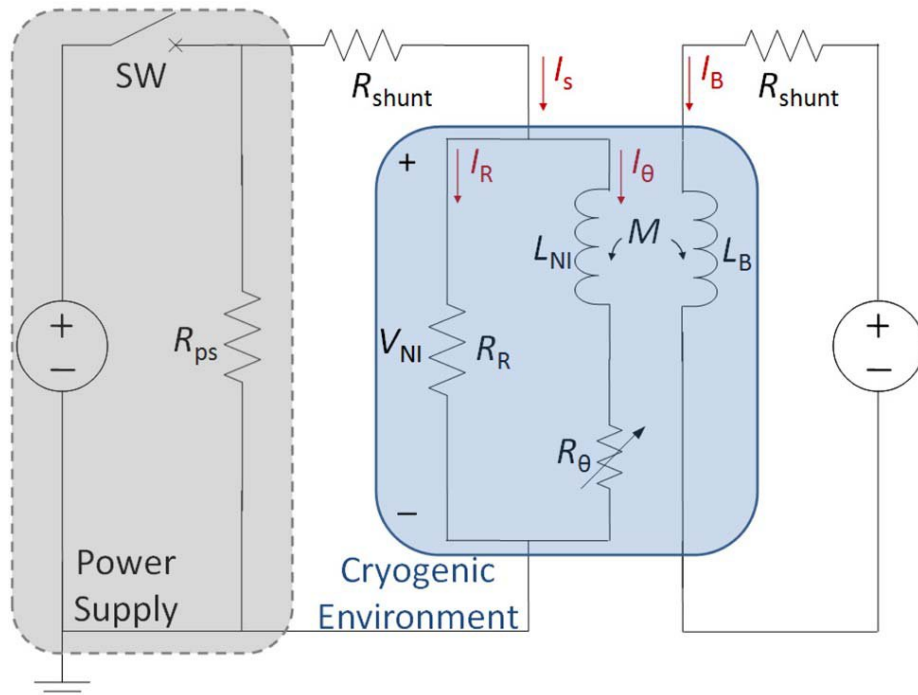 SW
R_shunt
I_s
I_B
R_shunt
+
I_R
I_θ
M
L_NI
L_B
+
−
R_ps
V_NI
R_R
+
−
R_θ
−
Power
Supply
Cryogenic
Environment